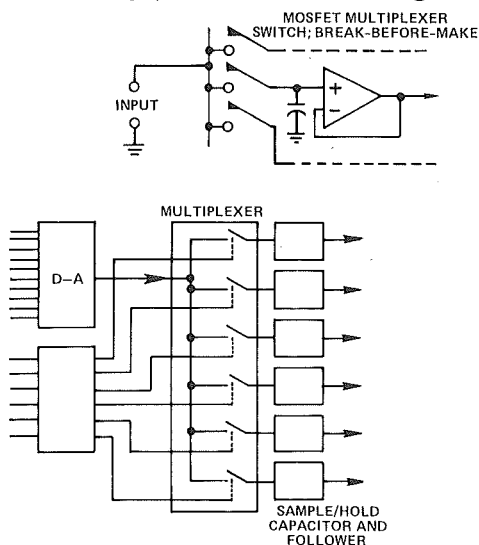 MOSFET MULTIPLEXER
SWITCH; BREAK-BEFORE-MAKE
INPUT
+
−
MULTIPLEXER
D-A
SAMPLE/HOLD
CAPACITOR AND
FOLLOWER